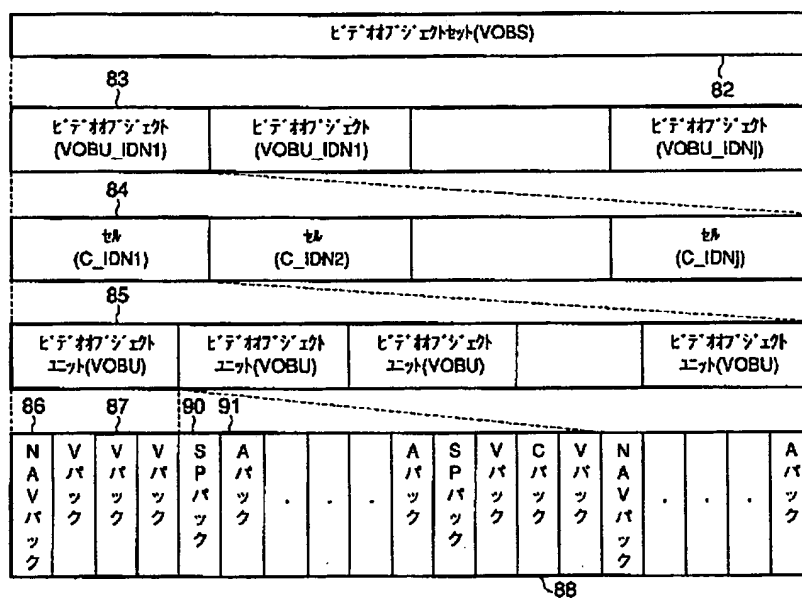 ﾋﾞﾃﾞｵｵﾌﾞｼﾞｪｸﾄｾｯﾄ(VOBS)
83
82
ﾋﾞﾃﾞｵｵﾌﾞｼﾞｪｸﾄ
(VOBU_IDN1)
ﾋﾞﾃﾞｵｵﾌﾞｼﾞｪｸﾄ
(VOBU_IDN1)
ﾋﾞﾃﾞｵｵﾌﾞｼﾞｪｸﾄ
(VOBU_IDNj)
84
ｾﾙ
(C_IDN1)
ｾﾙ
(C_IDN2)
ｾﾙ
(C_IDNj)
85
ﾋﾞﾃﾞｵｵﾌﾞｼﾞｪｸﾄ
ﾕﾆｯﾄ(VOBU)
ﾋﾞﾃﾞｵｵﾌﾞｼﾞｪｸﾄ
ﾕﾆｯﾄ(VOBU)
ﾋﾞﾃﾞｵｵﾌﾞｼﾞｪｸﾄ
ﾕﾆｯﾄ(VOBU)
ﾋﾞﾃﾞｵｵﾌﾞｼﾞｪｸﾄ
ﾕﾆｯﾄ(VOBU)
86 87 90 91
NAVパック
Vパック
Vパック
Vパック
SPパック
Aパック
・ ・ ・
Aパック
SPパック
Vパック
Cパック
Vパック
NAVパック
・ ・ ・
Aパック
88